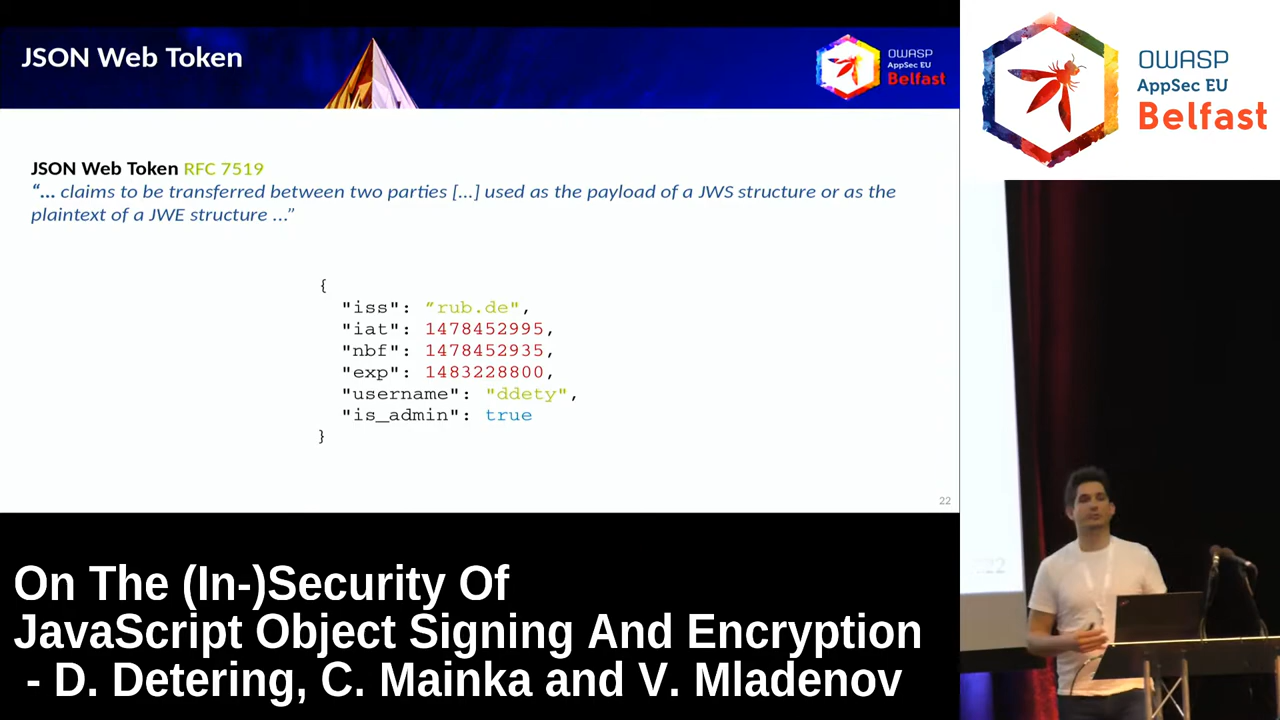 JSON Web Token
OWASP
AppSec EU
Belfast
OWASP
AppSec EU
Belfast
JSON Web Token RFC 7519
“... claims to be transferred between two parties [...] used as the payload of a JWS structure or as the
plaintext of a JWE structure ...”
{
"iss": ”rub.de",
"iat": 1478452995,
"nbf": 1478452935,
"exp": 1483228800,
"username": "ddety",
"is_admin": true
}
22
22
On The (In-)Security Of
JavaScript Object Signing And Encryption
- D. Detering, C. Mainka and V. Mladenov